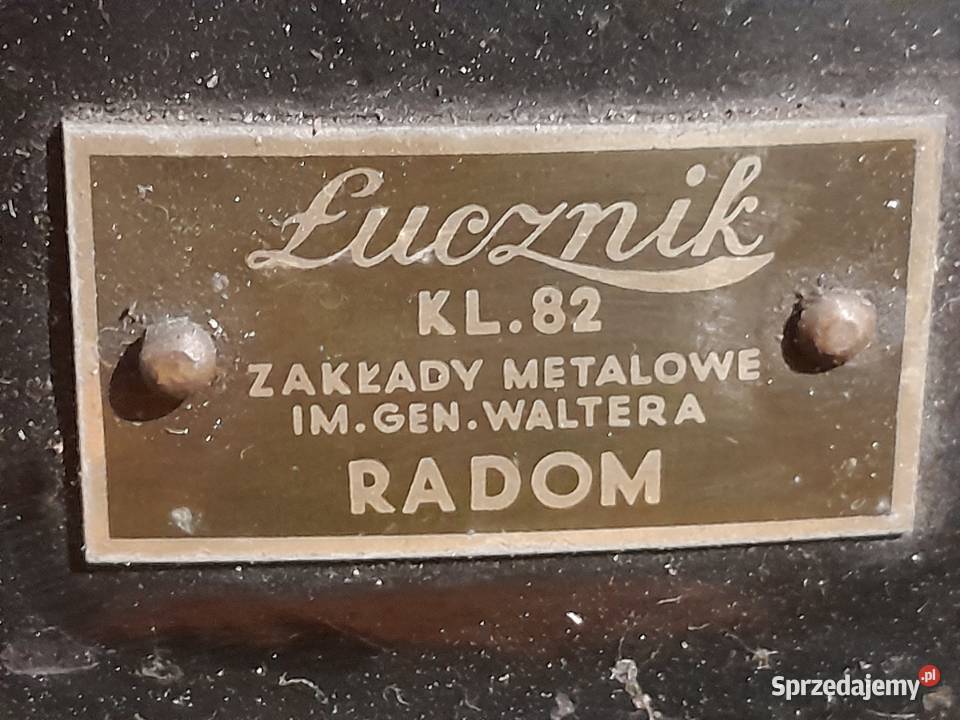 Łucznik
KL.82
ZAKŁADY METALOWE
IM.GEN.WALTERA
RADOM
Sprzedajemy.pl